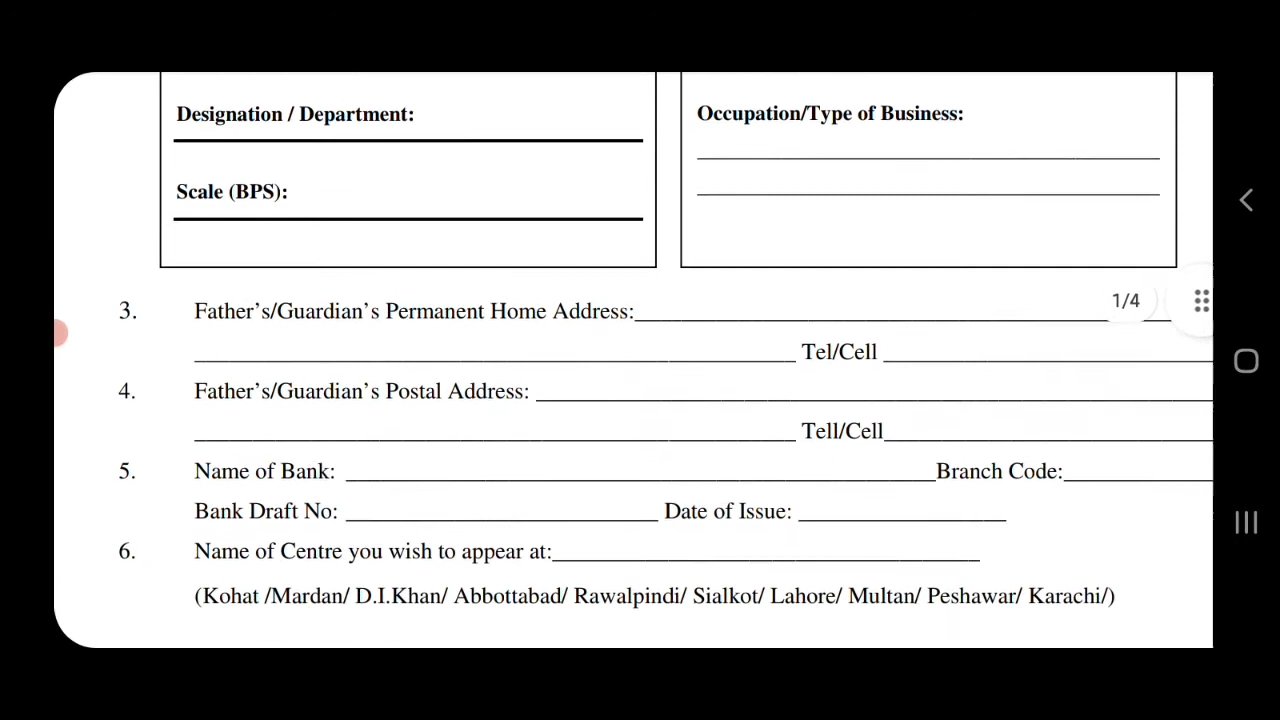 Designation / Department:
Occupation/Type of Business:
Scale (BPS):
3. Father’s/Guardian’s Permanent Home Address:
1/4
Tel/Cell
4. Father’s/Guardian’s Postal Address:
Tell/Cell
5. Name of Bank: Branch Code:
Bank Draft No: Date of Issue:
6. Name of Centre you wish to appear at:
(Kohat /Mardan/ D.I.Khan/ Abbottabad/ Rawalpindi/ Sialkot/ Lahore/ Multan/ Peshawar/ Karachi/)